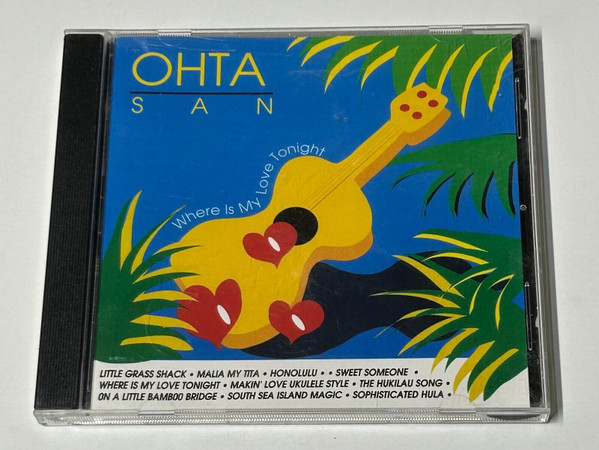 OHTA
SAN
Where Is My Love Tonight
LITTLE GRASS SHACK • MALIA MY TITA • HONOLULU • • SWEET SOMEONE •
WHERE IS MY LOVE TONIGHT • MAKIN' LOVE UKULELE STYLE • THE HUKILAU SONG •
0N A LITTLE BAMBOO BRIDGE • SOUTH SEA ISLAND MAGIC • SOPHISTICATED HULA •